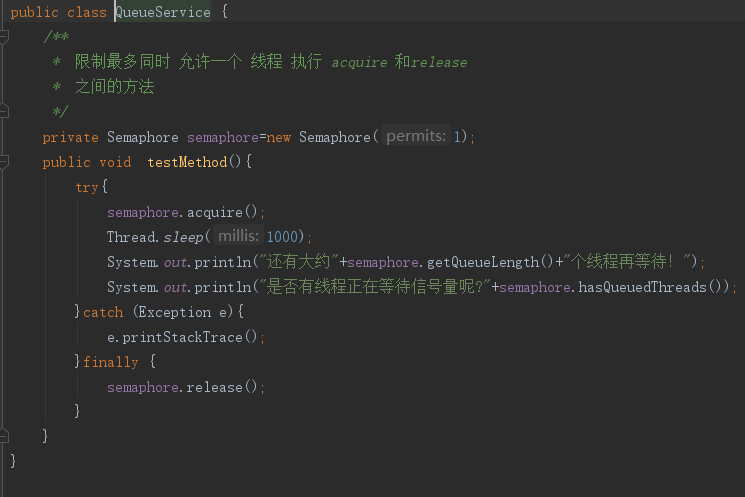 public class QueueService {
/**
* 限制最多同时 允许一个 线程 执行 acquire 和release
* 之间的方法
*/
private Semaphore semaphore=new Semaphore( permits: 1);
public void  testMethod(){
try{
semaphore.acquire();
Thread.sleep( millis: 1000);
System.out.println("还有大约"+semaphore.getQueueLength()+"个线程再等待! ");
System.out.println("是否有线程正在等待信号量呢?"+semaphore.hasQueuedThreads());
}catch (Exception e){
e.printStackTrace();
}finally {
semaphore.release();
}
}
}